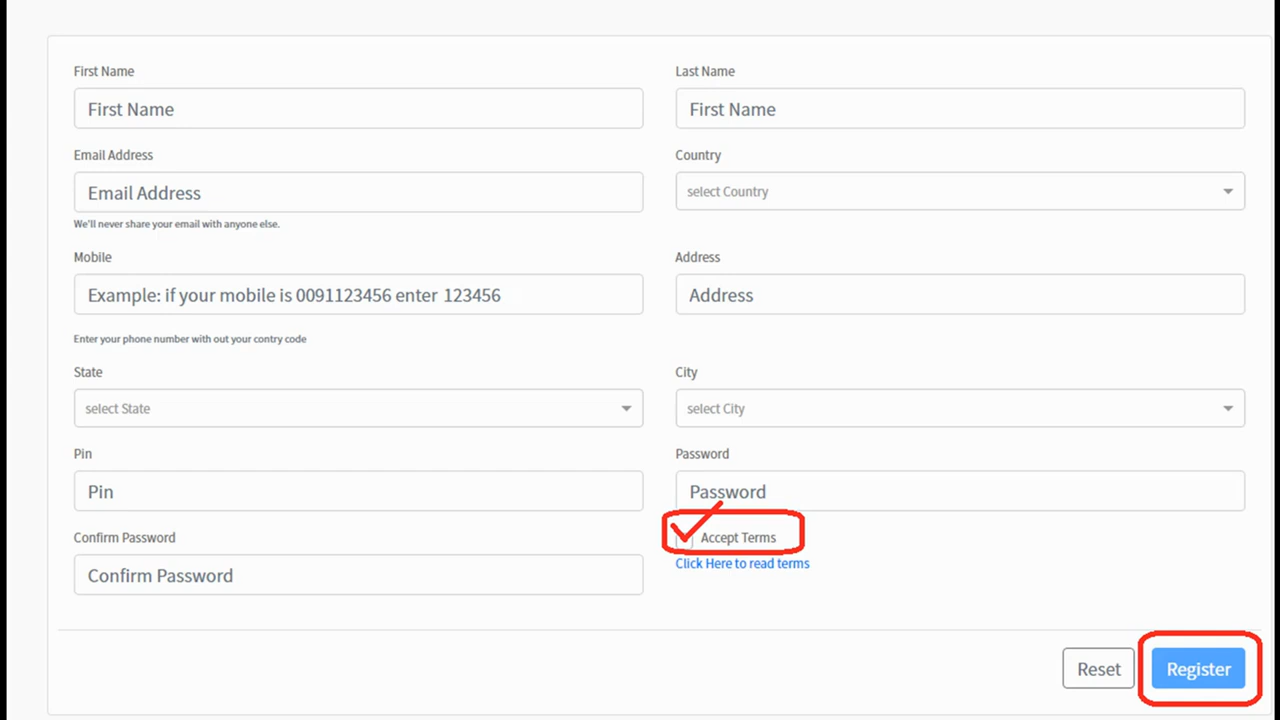 First Name
First Name
Last Name
First Name
Email Address
Email Address
We'll never share your email with anyone else.
Country
select Country
Mobile
Example: if your mobile is 0091123456 enter 123456
Enter your phone number with out your contry code
Address
Address
State
select State
City
select City
Pin
Pin
Password
Password
Confirm Password
Confirm Password
Accept Terms
Click Here to read terms
Reset
Register